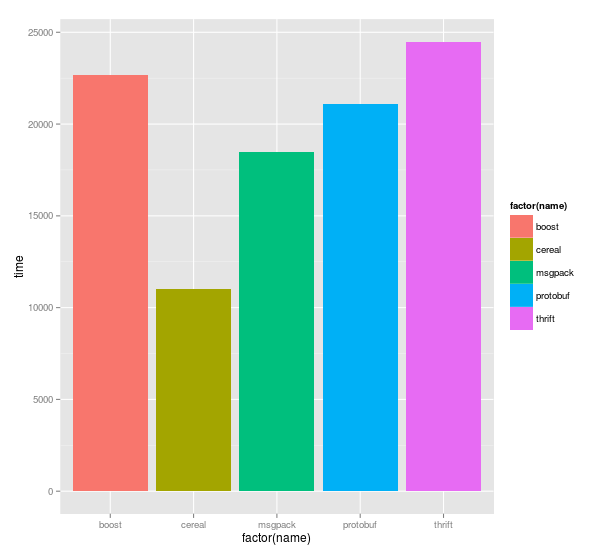 25000
20000
15000
10000
5000
0
time
boost
cereal
msgpack
protobuf
thrift
factor(name)
factor(name)
boost
cereal
msgpack
protobuf
thrift